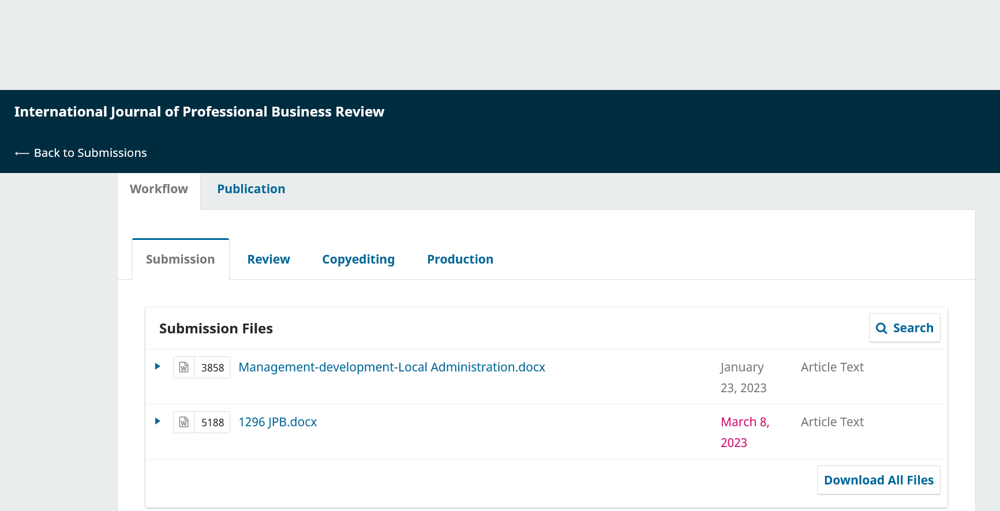 International Journal of Professional Business Review
⟵ Back to Submissions
Workflow Publication
Submission Review Copyediting Production
Submission Files Search
3858 Management-development-Local Administration.docx January 23, 2023 Article Text
5188 1296 JPB.docx March 8, 2023 Article Text
Download All Files